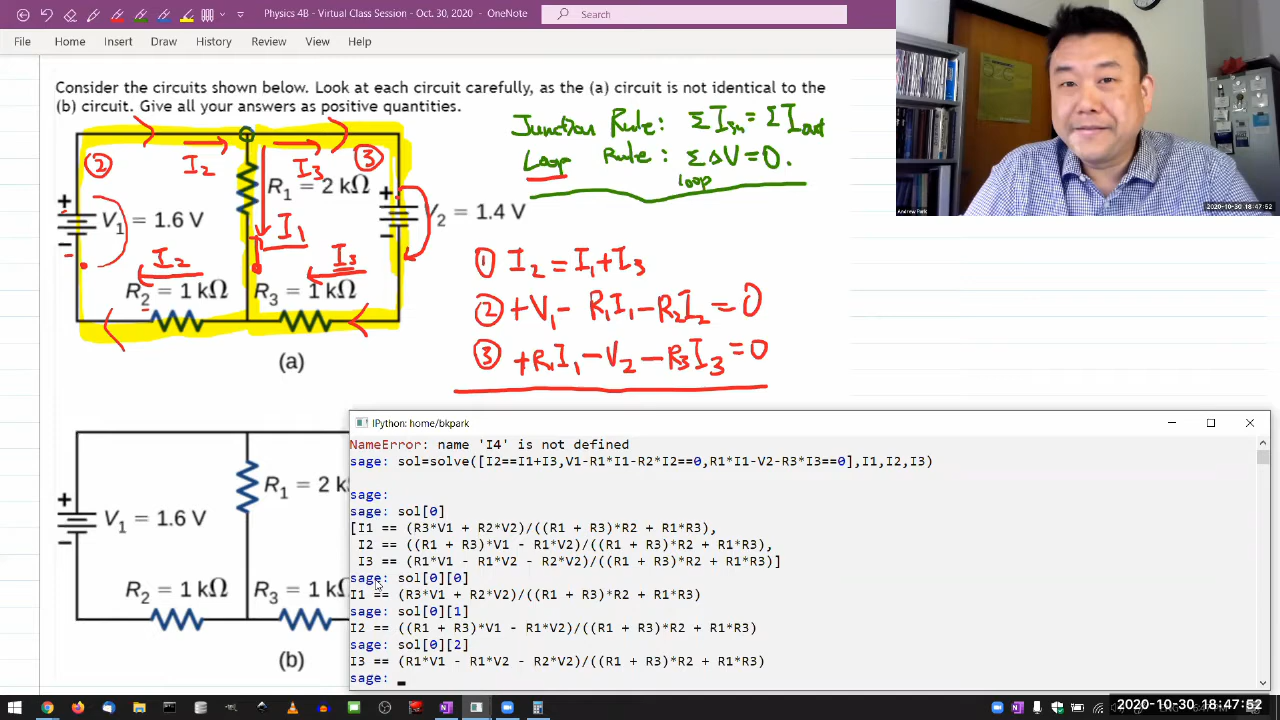 Physics 4B - Virtual Class Session - Oct. 30, 2020 - OneNote
Search
File Home Insert Draw History Review View Help
Consider the circuits shown below. Look at each circuit carefully, as the (a) circuit is not identical to the
(b) circuit. Give all your answers as positive quantities.
Junction Rule: ΣI_in = ΣI_out
Loop Rule: Σ ΔV = 0.
loop
② I₂ I₃ ③
R₁ = 2 kΩ
V₁ = 1.6 V
V₂ = 1.4 V
I₁
I₂ I₃
R₂ = 1 kΩ R₃ = 1 kΩ
(a)
① I₂ = I₁ + I₃
② +V₁ − R₁I₁ − R₂I₂ = 0
③ +R₁I₁ − V₂ − R₃I₃ = 0
R₁ = 2 k
V₁ = 1.6 V
R₂ = 1 kΩ R₃ = 1 k
(b)
IPython: home/bkpark
NameError: name 'I4' is not defined
sage: sol=solve([I2==I1+I3,V1-R1*I1-R2*I2==0,R1*I1-V2-R3*I3==0],I1,I2,I3)
sage:
sage: sol[0]
[I1 == (R3*V1 + R2*V2)/((R1 + R3)*R2 + R1*R3),
I2 == ((R1 + R3)*V1 - R1*V2)/((R1 + R3)*R2 + R1*R3),
I3 == (R1*V1 - R1*V2 - R2*V2)/((R1 + R3)*R2 + R1*R3)]
sage: sol[0][0]
I1 == (R3*V1 + R2*V2)/((R1 + R3)*R2 + R1*R3)
sage: sol[0][1]
I2 == ((R1 + R3)*V1 - R1*V2)/((R1 + R3)*R2 + R1*R3)
sage: sol[0][2]
I3 == (R1*V1 - R1*V2 - R2*V2)/((R1 + R3)*R2 + R1*R3)
sage:
Andrew Park
2020-10-30 18:47:52
2020-10-30 18:47:52